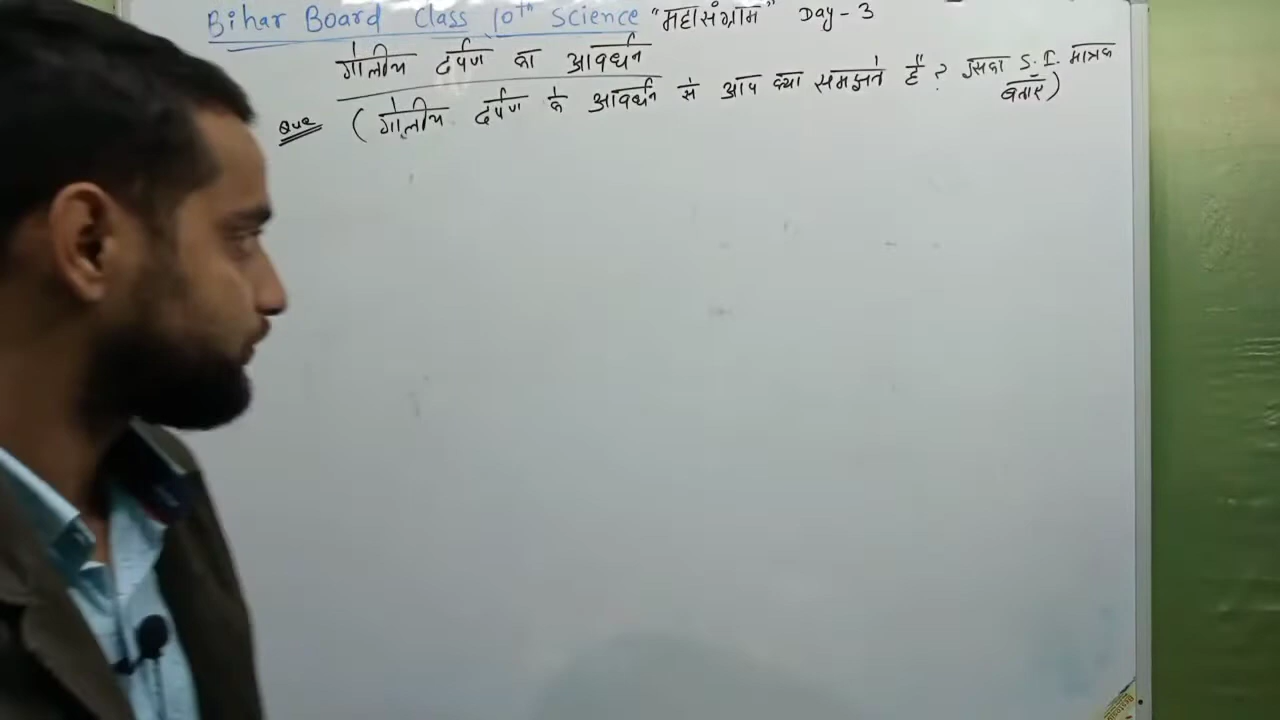 Bihar Board Class 10th Science "महासंग्राम" Day - 3
गोलीय दर्पण का आवर्धन
Que (गोलीय दर्पण के आवर्धन से आप क्या समझते हैं? इसका S.I. मात्रक
बताएं)